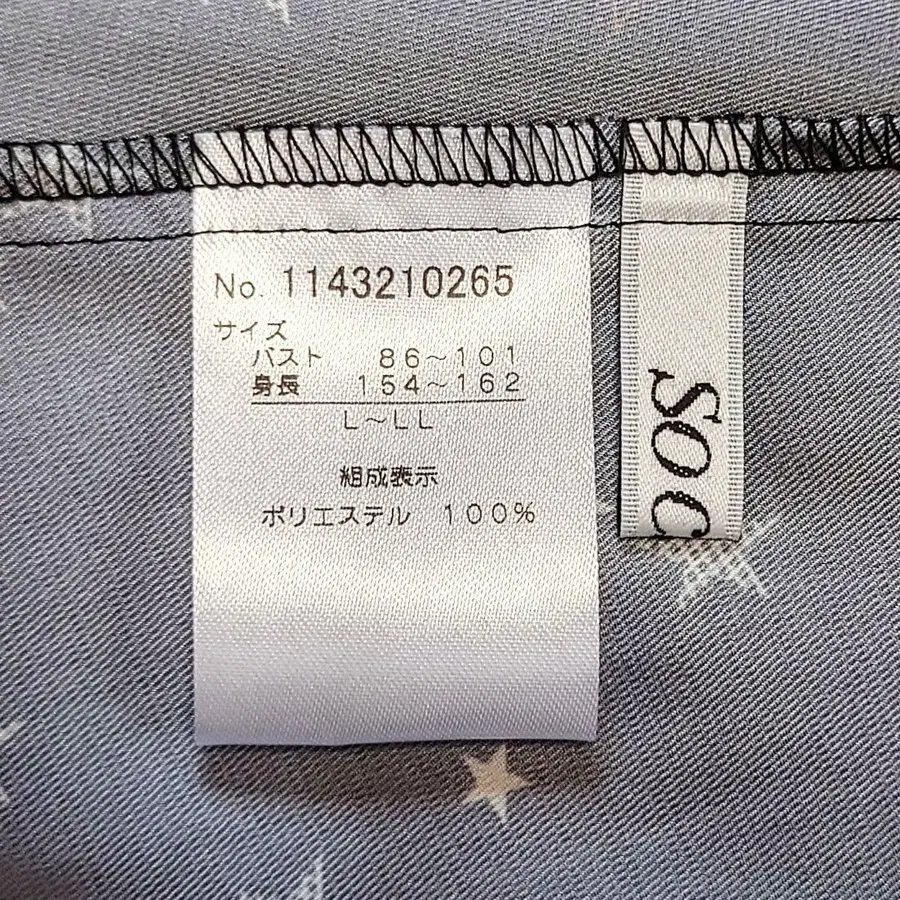 No. 1143210265
サイズ
バスト 86～101
身長 154～162
L～LL
組成表示
ポリエステル 100%
SOC